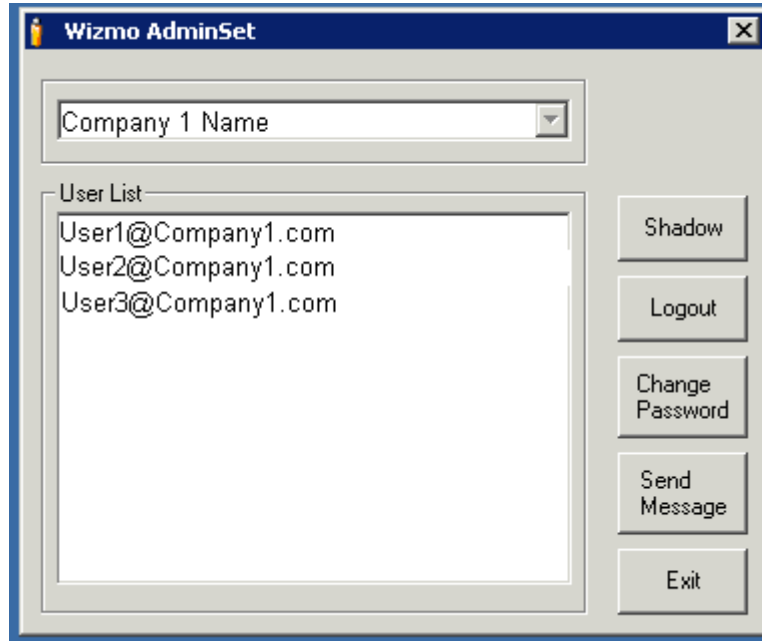 Wizmo AdminSet
Company 1 Name
User List
User1@Company1.com
User2@Company1.com
User3@Company1.com
Shadow
Logout
Change
Password
Send
Message
Exit